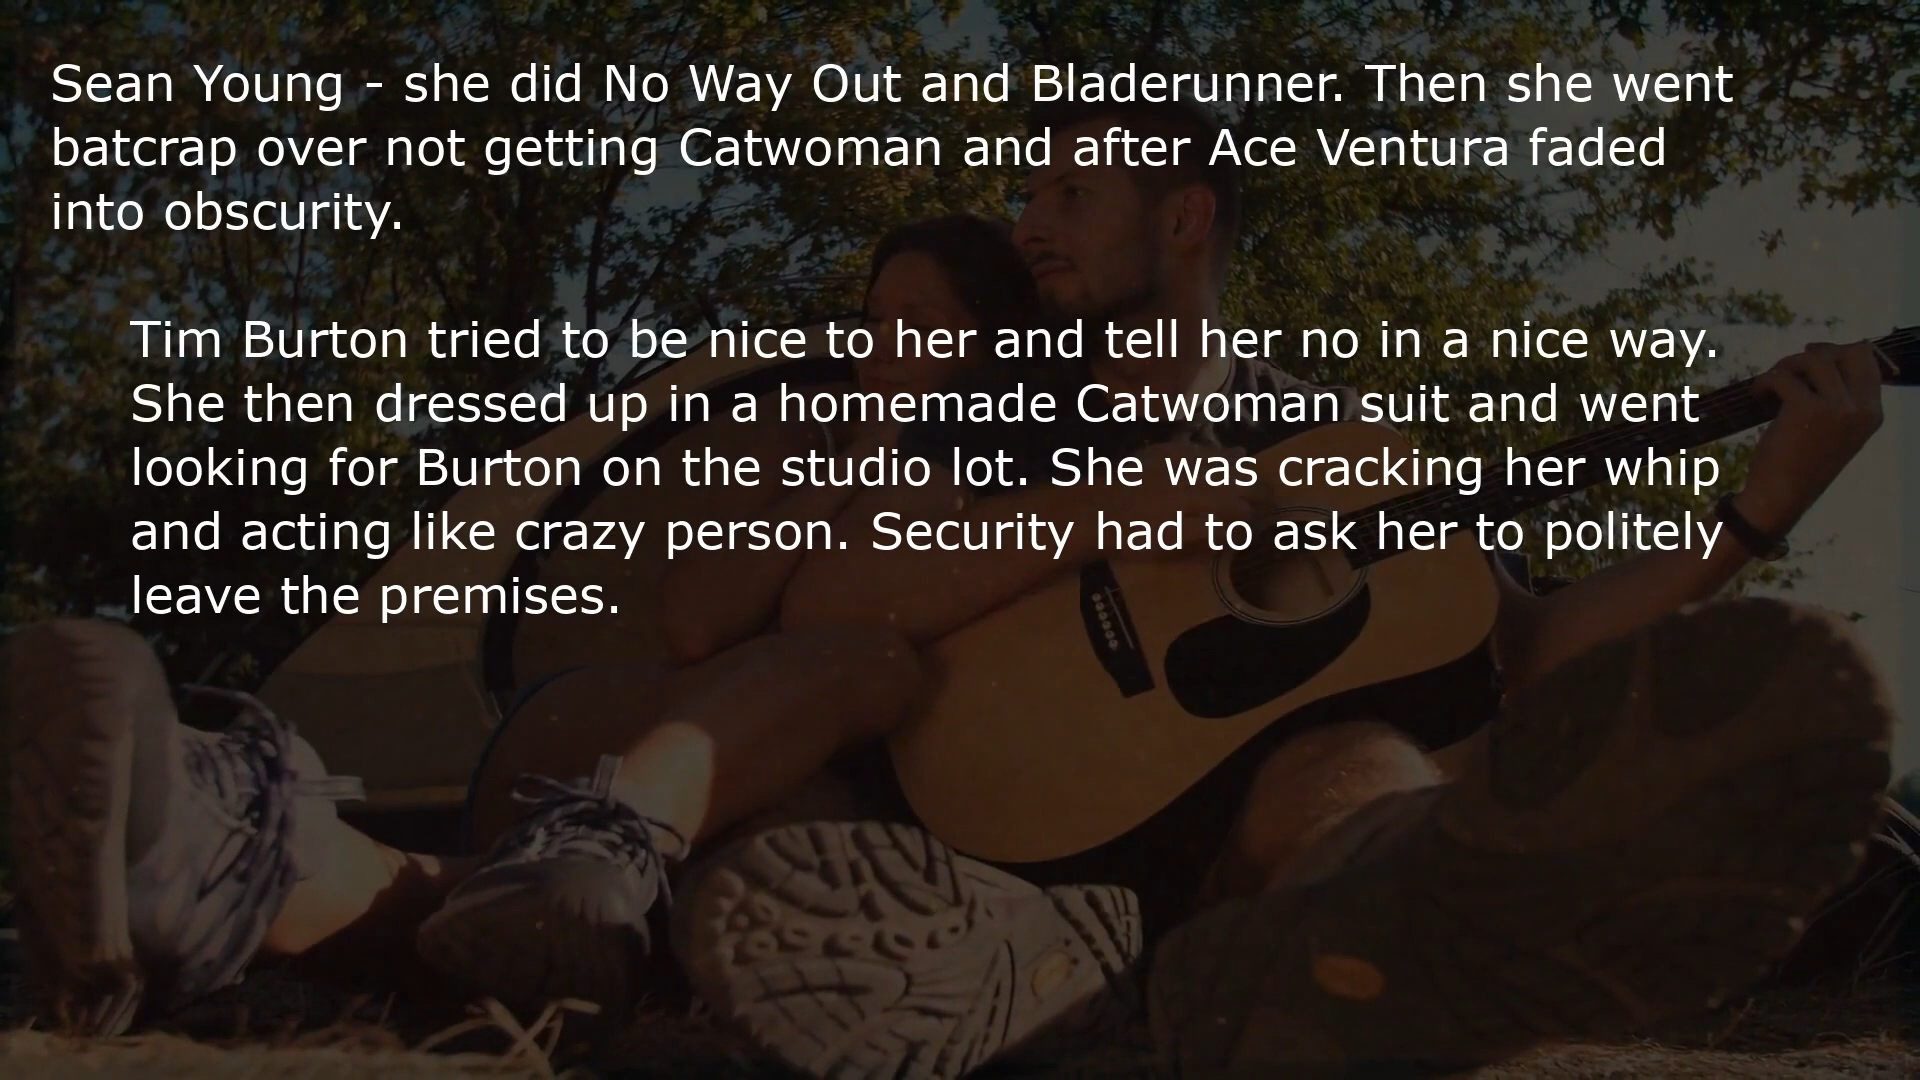 Sean Young - she did No Way Out and Bladerunner. Then she went
batcrap over not getting Catwoman and after Ace Ventura faded
into obscurity.
Tim Burton tried to be nice to her and tell her no in a nice way.
She then dressed up in a homemade Catwoman suit and went
looking for Burton on the studio lot. She was cracking her whip
and acting like crazy person. Security had to ask her to politely
leave the premises.